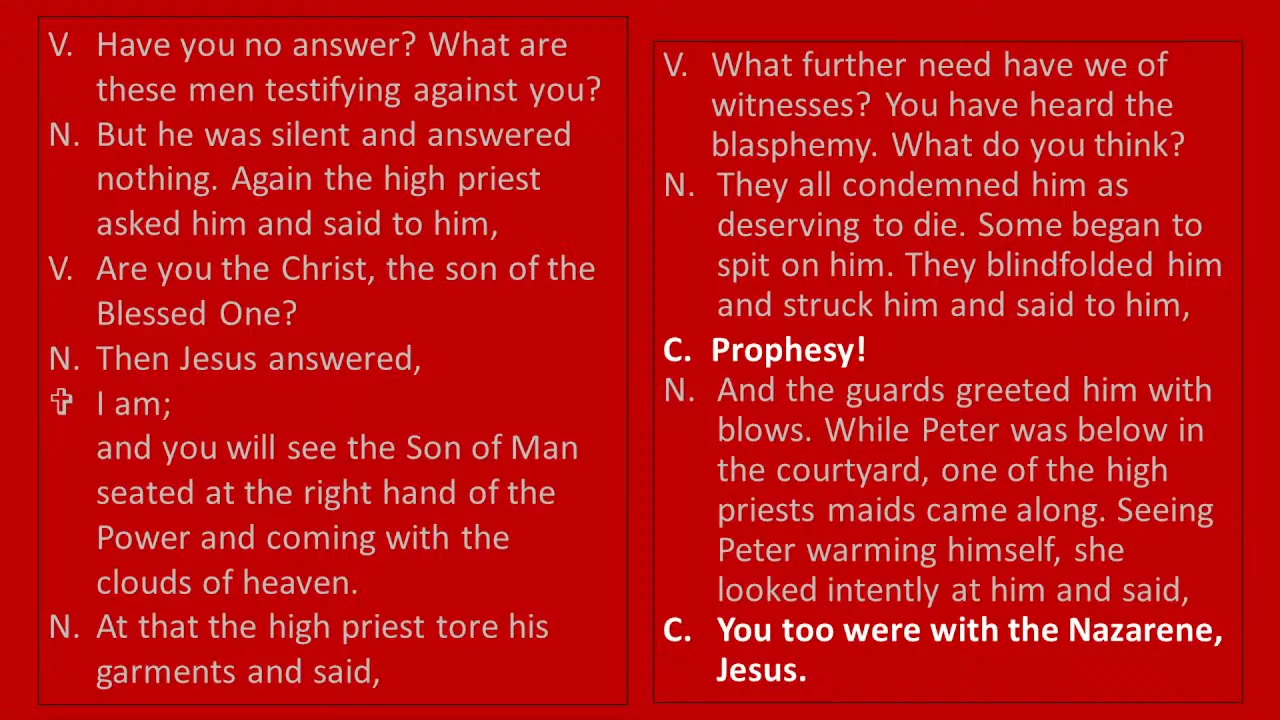 V. Have you no answer? What are
these men testifying against you?
N. But he was silent and answered
nothing. Again the high priest
asked him and said to him,
V. Are you the Christ, the son of the
Blessed One?
N. Then Jesus answered,
✞ I am;
and you will see the Son of Man
seated at the right hand of the
Power and coming with the
clouds of heaven.
N. At that the high priest tore his
garments and said,
V. What further need have we of
witnesses? You have heard the
blasphemy. What do you think?
N. They all condemned him as
deserving to die. Some began to
spit on him. They blindfolded him
and struck him and said to him,
C. Prophesy!
N. And the guards greeted him with
blows. While Peter was below in
the courtyard, one of the high
priests maids came along. Seeing
Peter warming himself, she
looked intently at him and said,
C. You too were with the Nazarene,
Jesus.